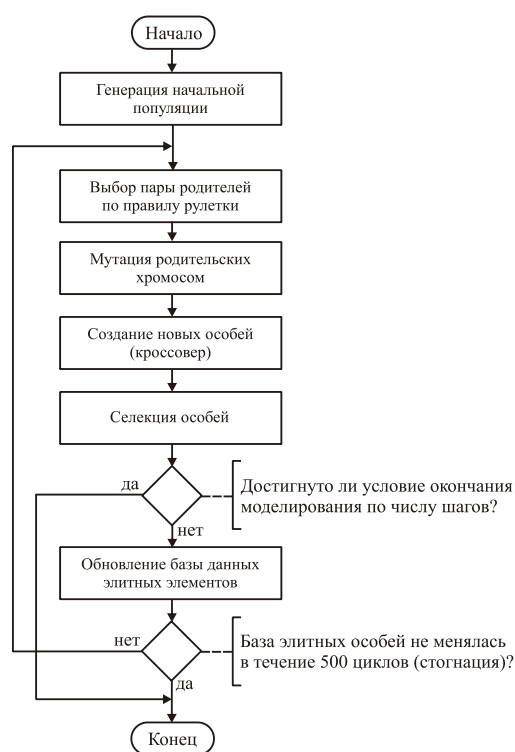 Начало
Генерация начальной
популяции
Выбор пары родителей
по правилу рулетки
Мутация родительских
хромосом
Создание новых особей
(кроссовер)
Селекция особей
да
Достигнуто ли условие окончания
моделирования по числу шагов?
нет
Обновление базы данных
элитных элементов
нет
База элитных особей не менялась
в течение 500 циклов (стогнация)?
да
Конец